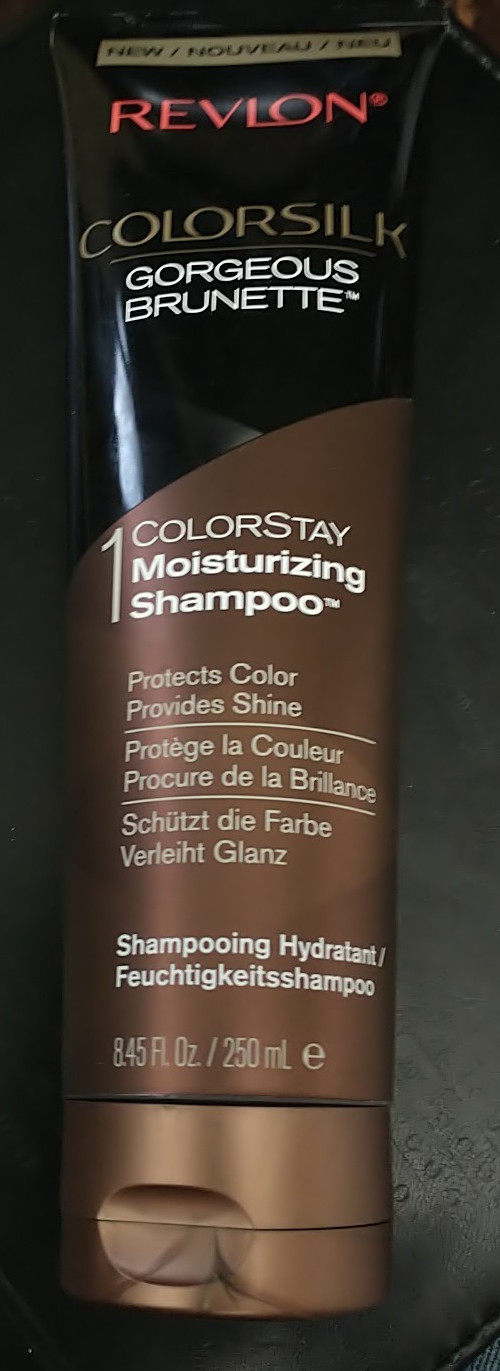 NEW / NOUVEAU / NEU
REVLON®
COLORSILK
GORGEOUS
BRUNETTE™
1 COLORSTAY
Moisturizing
Shampoo™
Protects Color
Provides Shine
Protège la Couleur
Procure de la Brillance
Schützt die Farbe
Verleiht Glanz
Shampooing Hydratant /
Feuchtigkeitsshampoo
8.45 Fl. Oz. / 250 mL ℮